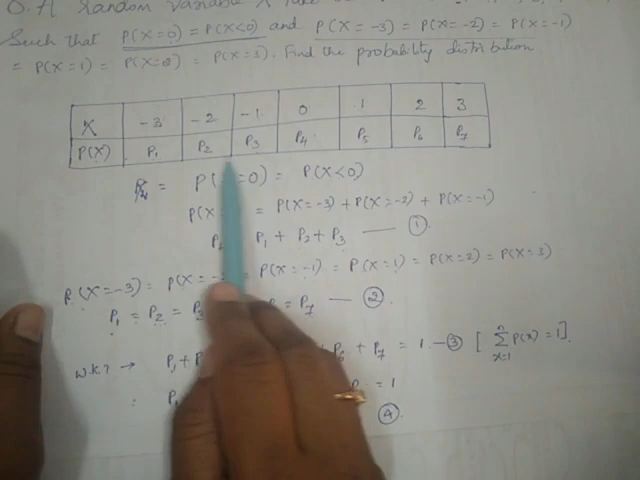 Q. A Random Variable X
Such that P(X=0) = P(X<0) and P(X=-3) = P(X=-2) = P(X=-1)
= P(X=1) = P(X=2) = P(X=3). Find the probability distribution
X -3 -2 -1 0 1 2 3
P(X) P₁ P₂ P₃ P₄ P₅ P₆ P₇
= P( =0) = P(X<0)
P(X = P(X=-3) + P(X=-2) + P(X=-1)
P₁ + P₂ + P₃ — ①
P(X=-3) = P(X=- = P(X=-1) = P(X=1) = P(X=2) = P(X=3)
P₁ = P₂ = P₃ = P₇ — ②
W.K.T → P₁+P + P₆ + P₇ = 1 - ③ [ n∑x=1 P(X)=1].
: P₁ = 1
④